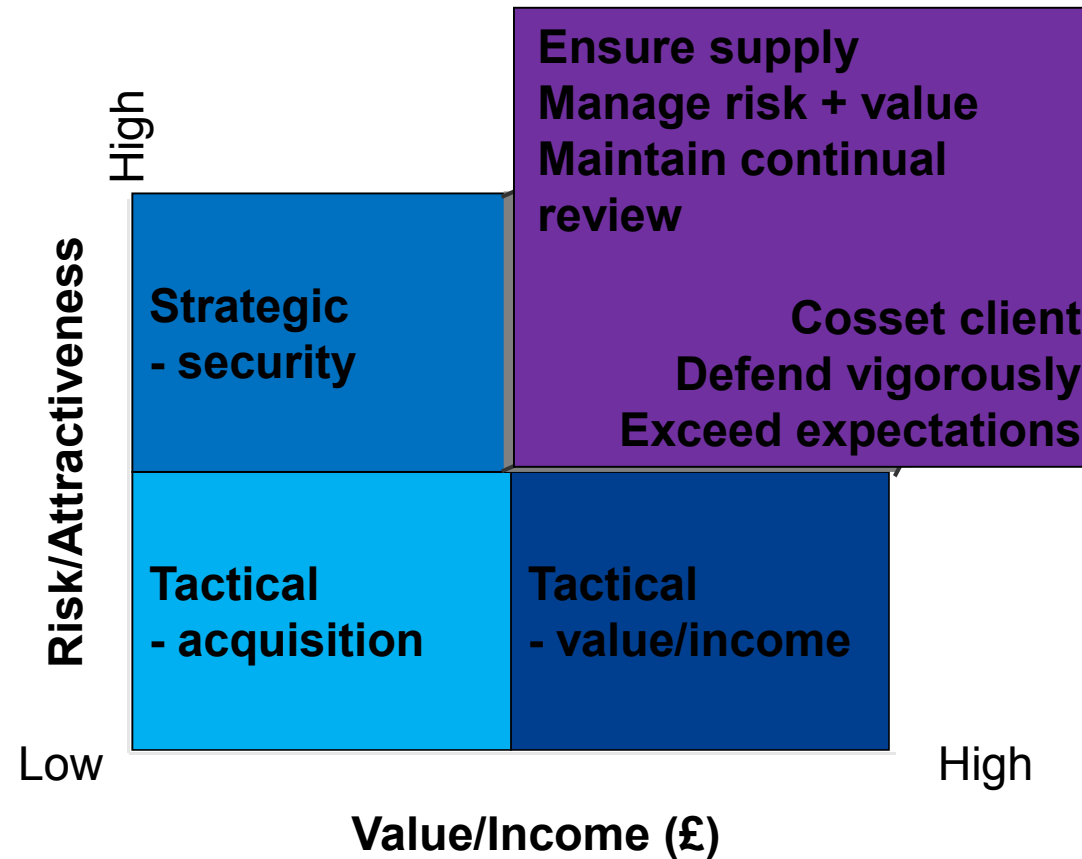 High
Risk/Attractiveness
Ensure supply
Manage risk + value
Maintain continual
review
Cosset client
Defend vigorously
Exceed expectations
Strategic
- security
Tactical
- acquisition
Tactical
- value/income
Low
High
Value/Income (£)